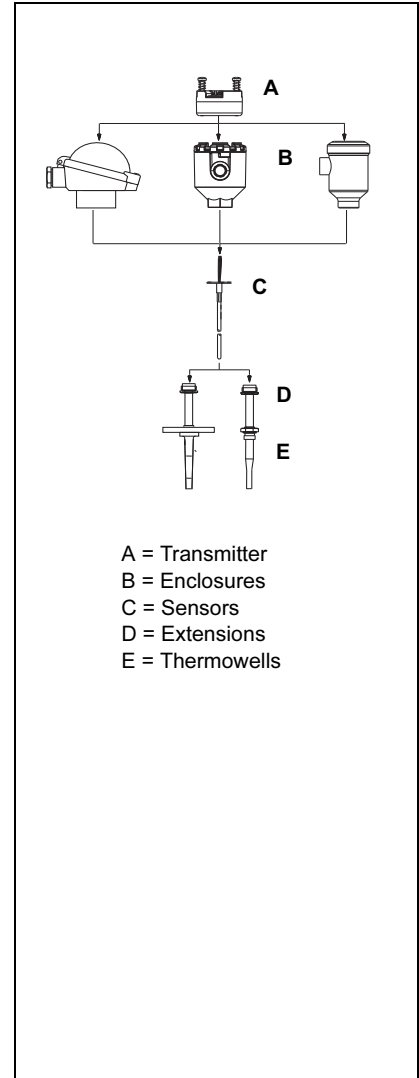 A
B
C
D
E
A = Transmitter
B = Enclosures
C = Sensors
D = Extensions
E = Thermowells